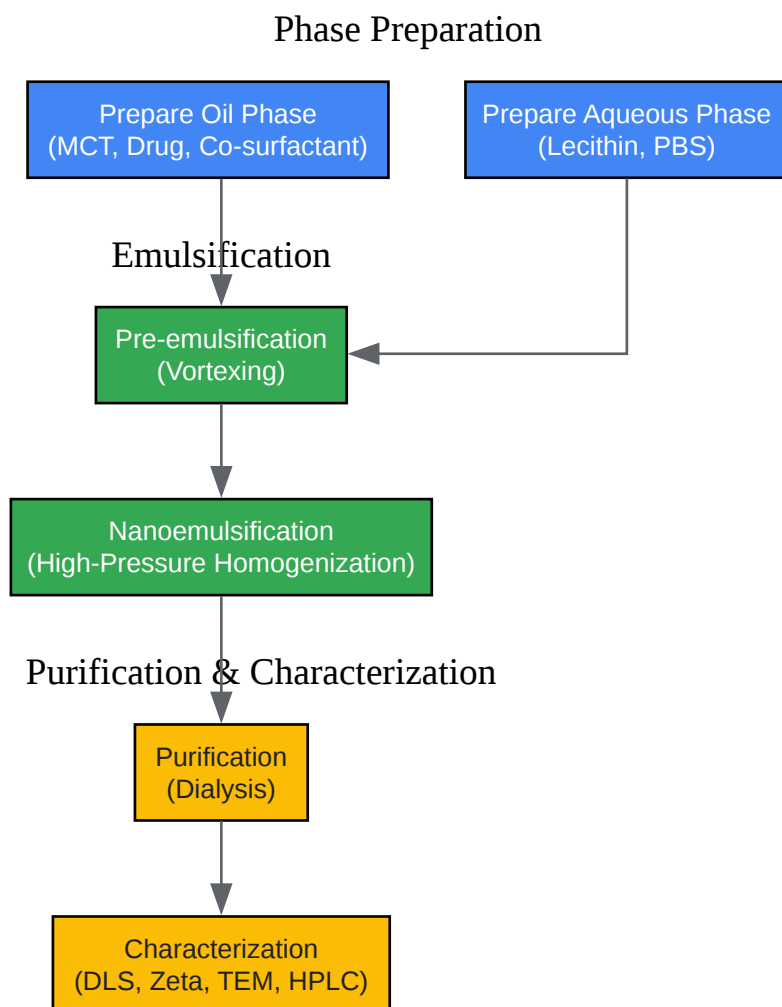 Phase Preparation
Prepare Oil Phase
(MCT, Drug, Co-surfactant)
Prepare Aqueous Phase
(Lecithin, PBS)
Emulsification
Pre-emulsification
(Vortexing)
Nanoemulsification
(High-Pressure Homogenization)
Purification & Characterization
Purification
(Dialysis)
Characterization
(DLS, Zeta, TEM, HPLC)